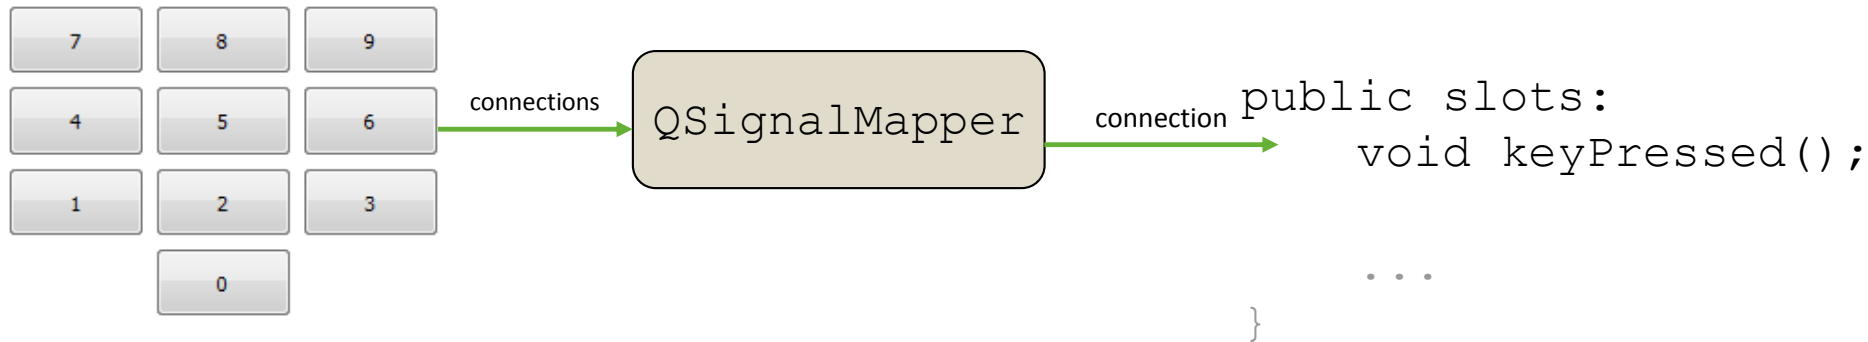 7 8 9
4 5 6
1 2 3
0
connections
QSignalMapper
connection
public slots:
void keyPressed();
...
}